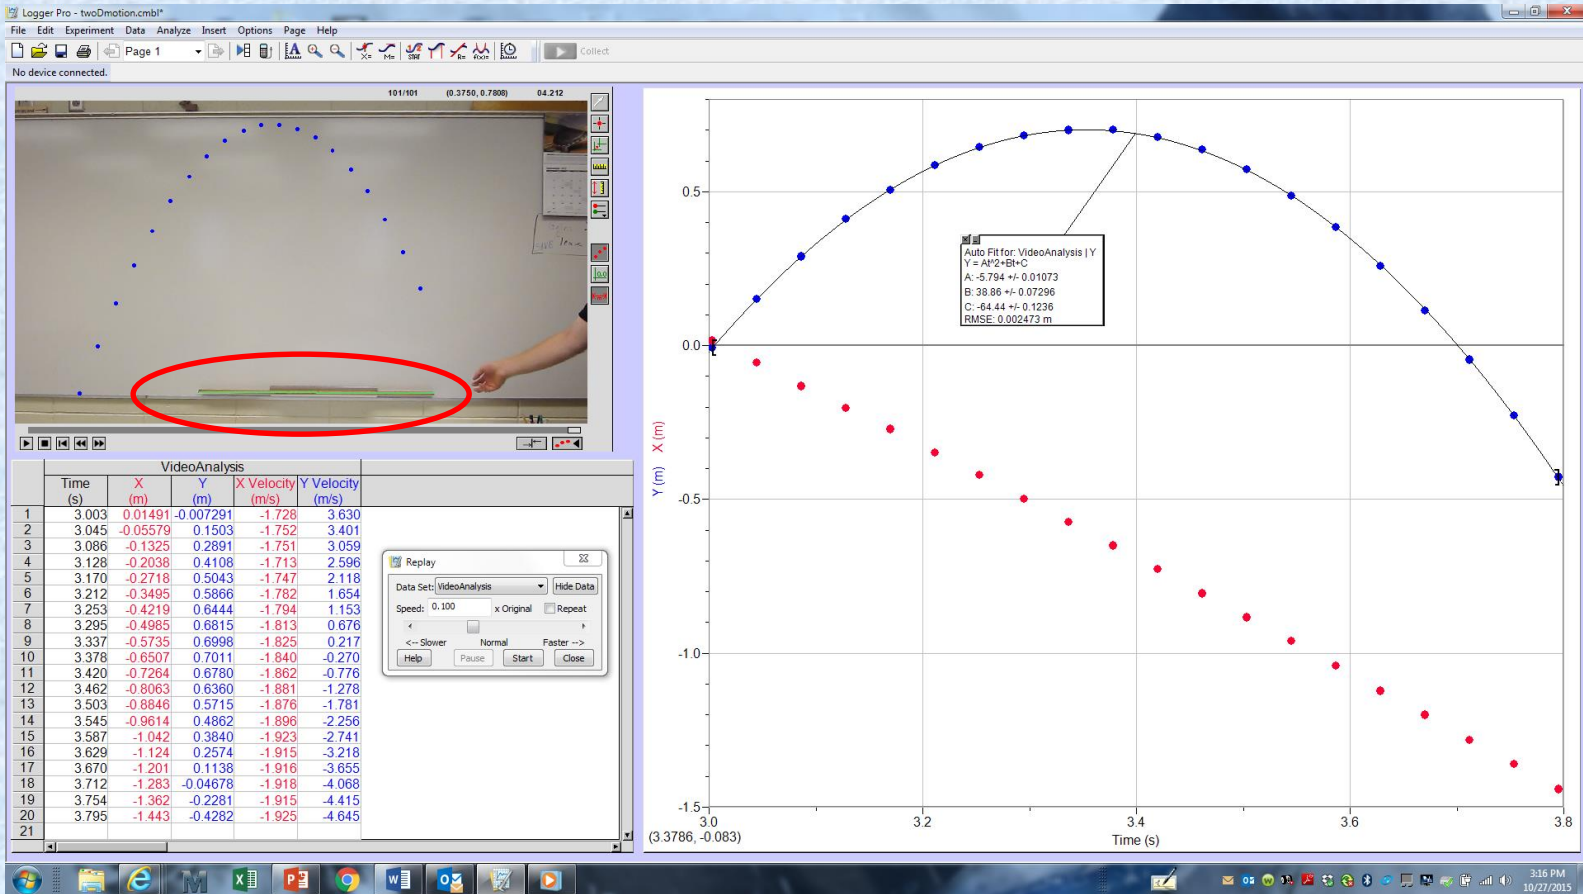 Logger Pro - twoDmotion.cmbl*
File Edit Experiment Data Analyze Insert Options Page Help
Page 1
Collect
No device connected.
101/101 (0.3750, 0.7808) 04.212
VideoAnalysis
Time X Y X Velocity Y Velocity
(s) (m) (m) (m/s) (m/s)
1 3.003 0.01491 -0.007291 -1.728 3.630
2 3.045 -0.05579 0.1503 -1.752 3.401
3 3.086 -0.1325 0.2891 -1.751 3.059
4 3.128 -0.2038 0.4108 -1.713 2.596
5 3.170 -0.2718 0.5043 -1.747 2.118
6 3.212 -0.3495 0.5866 -1.782 1.654
7 3.253 -0.4219 0.6444 -1.794 1.153
8 3.295 -0.4985 0.6815 -1.813 0.676
9 3.337 -0.5735 0.6998 -1.825 0.217
10 3.378 -0.6507 0.7011 -1.840 -0.270
11 3.420 -0.7264 0.6780 -1.862 -0.776
12 3.462 -0.8063 0.6360 -1.881 -1.278
13 3.503 -0.8846 0.5715 -1.876 -1.781
14 3.545 -0.9614 0.4862 -1.896 -2.256
15 3.587 -1.042 0.3840 -1.923 -2.741
16 3.629 -1.124 0.2574 -1.915 -3.218
17 3.670 -1.201 0.1138 -1.916 -3.655
18 3.712 -1.283 -0.04678 -1.918 -4.068
19 3.754 -1.362 -0.2281 -1.915 -4.415
20 3.795 -1.443 -0.4282 -1.925 -4.645
21
Replay
Data Set: VideoAnalysis Hide Data
Speed: 0.100 x Original Repeat
<-- Slower Normal Faster -->
Help Pause Start Close
Auto Fit for: VideoAnalysis | Y
Y = At^2+Bt+C
A: -5.794 +/- 0.01073
B: 38.86 +/- 0.07296
C: -64.44 +/- 0.1236
RMSE: 0.002473 m
0.5
0.0
-0.5
-1.0
-1.5
Y (m) X (m)
3.0 3.2 3.4 3.6 3.8
(3.3786, -0.083)
Time (s)
3:16 PM
10/27/2015